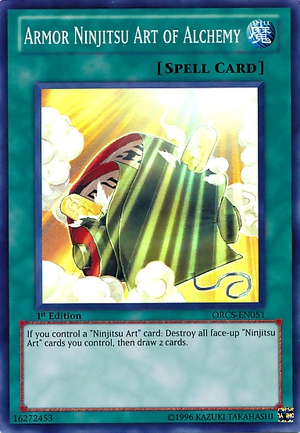 Armor Ninjitsu Art of Alchemy
[Spell Card]
1st Edition ORCS-EN051
If you control a "Ninjitsu Art" card: Destroy all face-up "Ninjitsu
Art" cards you control, then draw 2 cards.
16272453 ©1996 KAZUKI TAKAHASHI